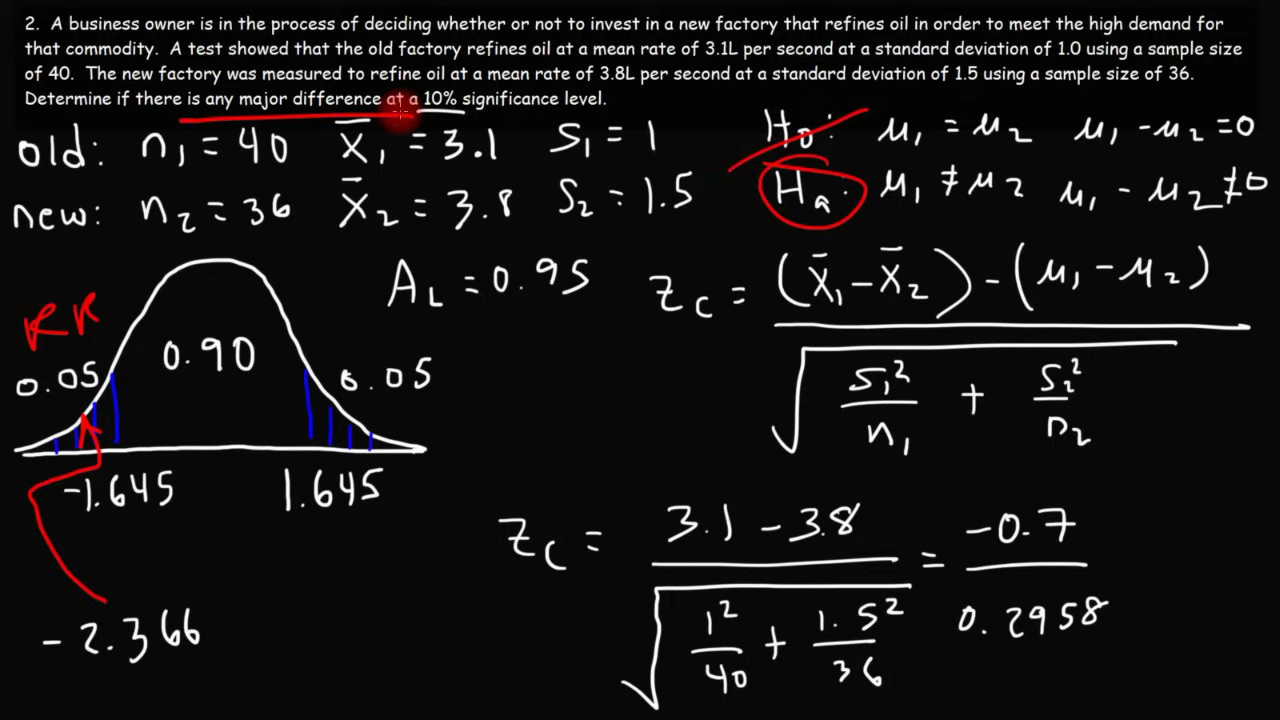 2. A business owner is in the process of deciding whether or not to invest in a new factory that refines oil in order to meet the high demand for
that commodity. A test showed that the old factory refines oil at a mean rate of 3.1L per second at a standard deviation of 1.0 using a sample size
of 40. The new factory was measured to refine oil at a mean rate of 3.8L per second at a standard deviation of 1.5 using a sample size of 36.
Determine if there is any major difference at a 10% significance level.
old: n₁ = 40 x̄₁ = 3.1 S₁ = 1 H₀: μ₁ = μ₂ μ₁ - μ₂ = 0
new: n₂ = 36 x̄₂ = 3.8 S₂ = 1.5 Hₐ: μ₁ ≠ μ₂ μ₁ - μ₂ ≠ 0
A_L = 0.95
RR
0.05 0.90 0.05
-1.645 1.645
-2.366
Z_C = ((x̄₁ - x̄₂) - (μ₁ - μ₂)) / √(S₁²/n₁ + S₂²/n₂)
Z_C = (3.1 - 3.8) / √(1²/40 + 1.5²/36) = -0.7 / 0.2958